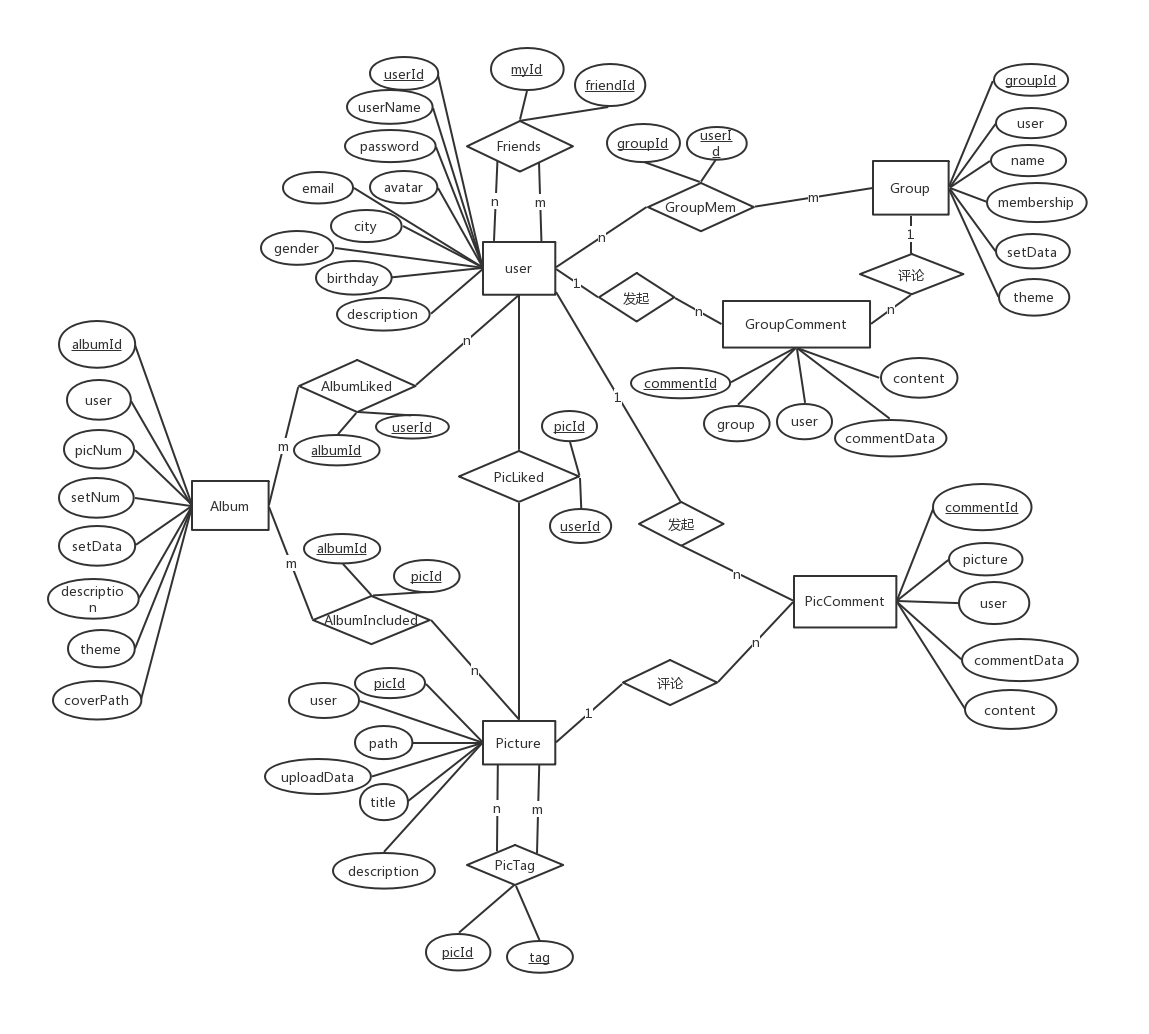 userId
userName
password
email
avatar
city
gender
birthday
description
myId
friendId
Friends
n
m
user
groupId
userI
d
GroupMem
n
m
Group
groupId
user
name
membership
setData
theme
1
评论
n
1
发起
n
GroupComment
commentId
group
user
commentData
content
albumId
user
picNum
setNum
setData
descriptio
n
theme
coverPath
Album
n
AlbumLiked
m
albumId
userId
m
albumId
picId
AlbumIncluded
n
picId
PicLiked
userId
1
发起
n
PicComment
commentId
picture
user
commentData
content
n
评论
1
picId
user
path
uploadData
title
description
Picture
n
m
PicTag
picId
tag